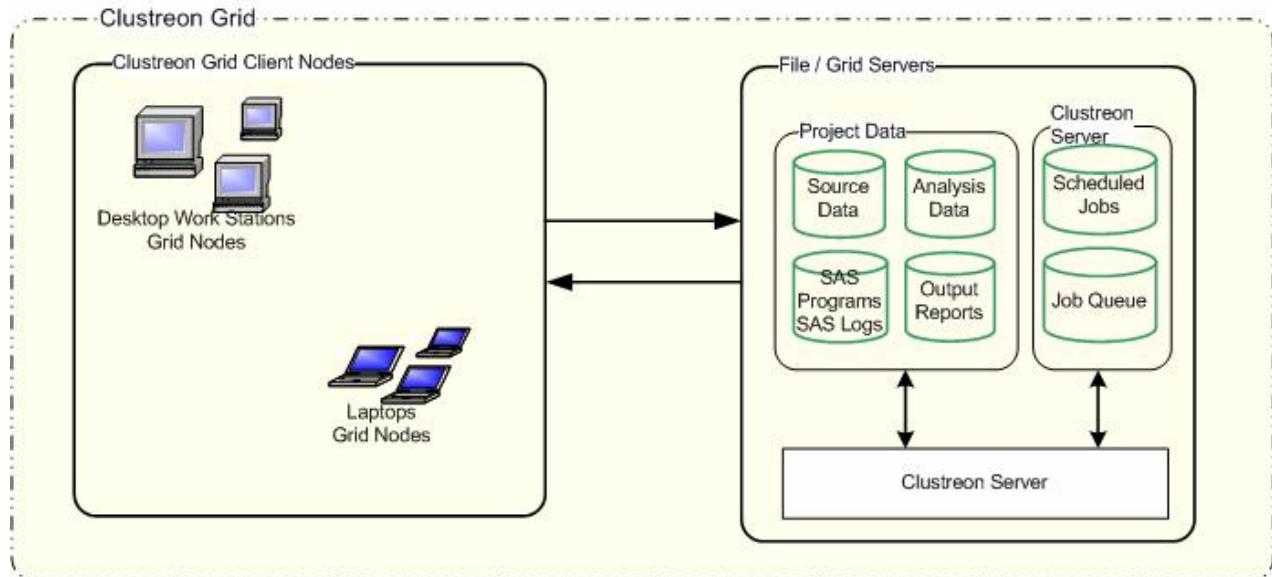 Clustreon Grid
Clustreon Grid Client Nodes
Desktop Work Stations
Grid Nodes
Laptops
Grid Nodes
File / Grid Servers
Project Data
Source
Data
Analysis
Data
SAS
Programs
SAS Logs
Output
Reports
Clustreon
Server
Scheduled
Jobs
Job Queue
Clustreon Server